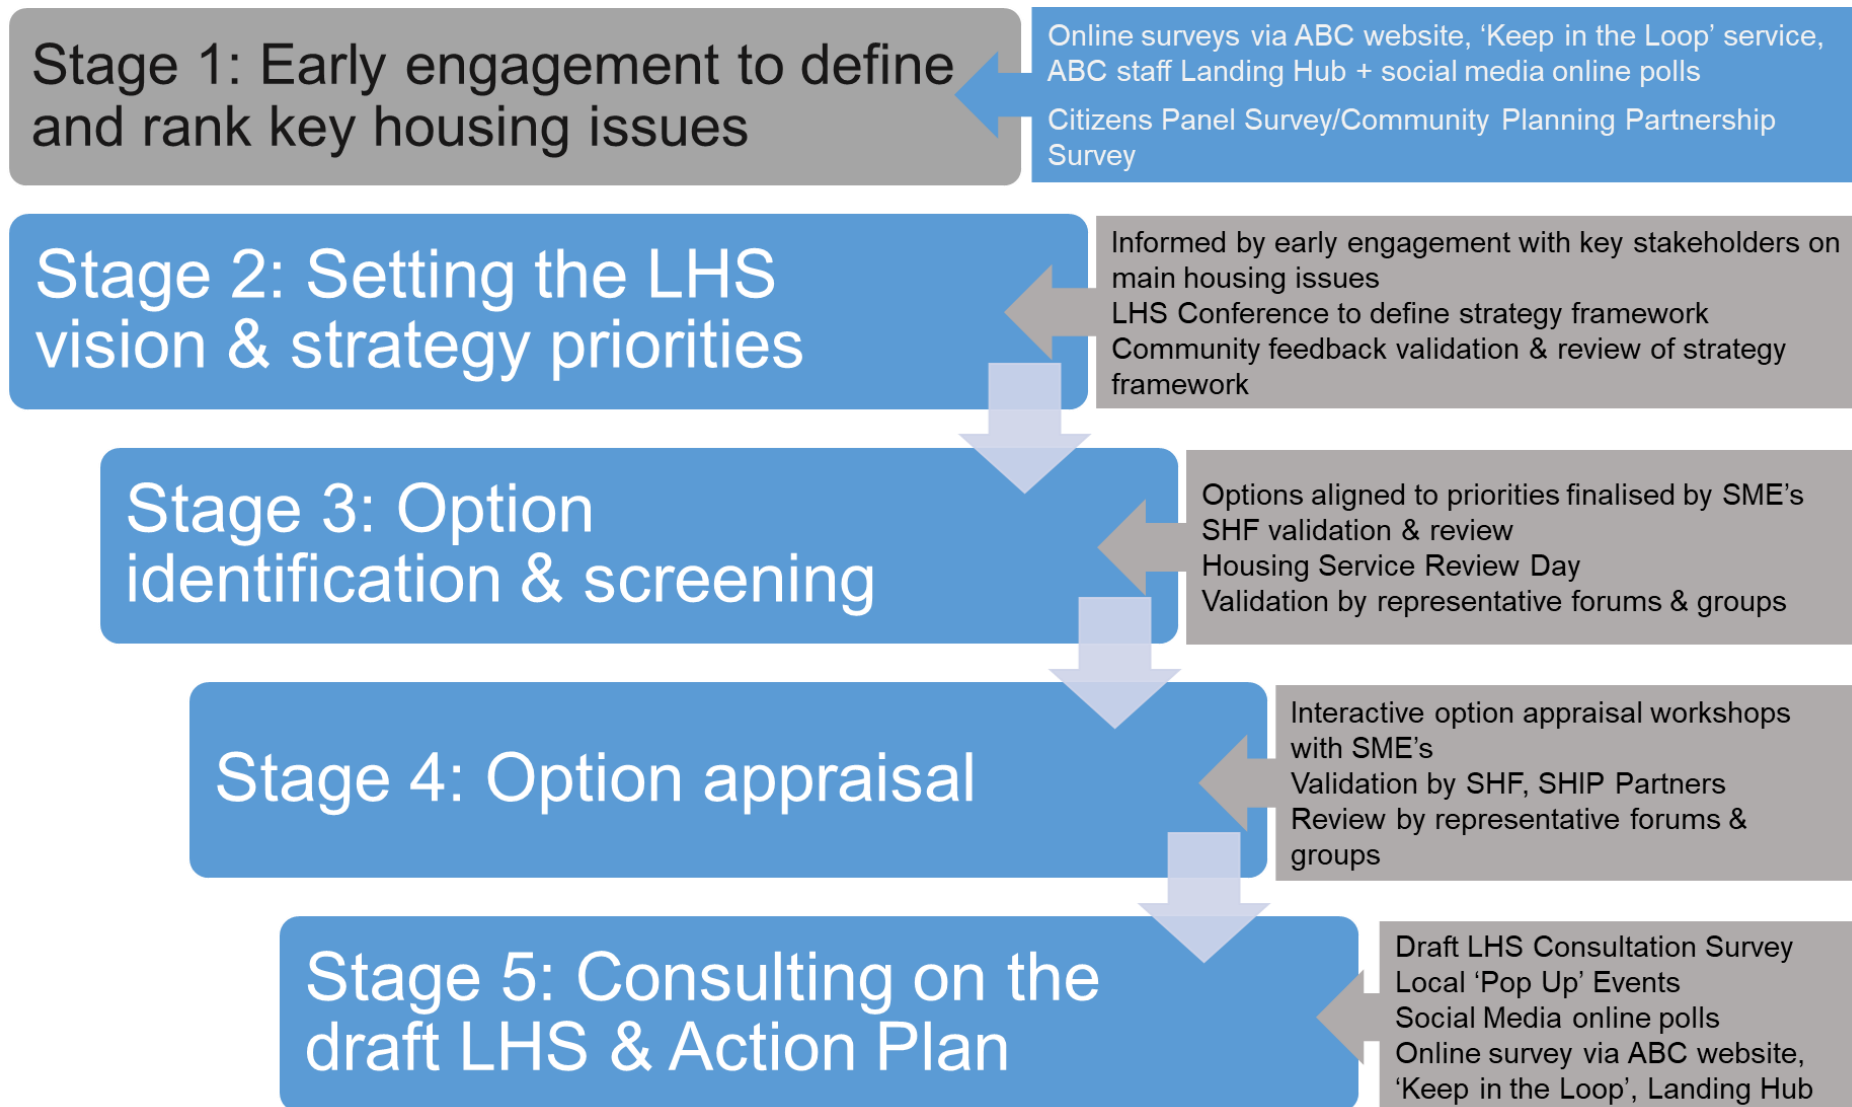 Stage 1: Early engagement to define
and rank key housing issues
Online surveys via ABC website, ‘Keep in the Loop’ service,
ABC staff Landing Hub + social media online polls
Citizens Panel Survey/Community Planning Partnership
Survey
Stage 2: Setting the LHS
vision & strategy priorities
Informed by early engagement with key stakeholders on
main housing issues
LHS Conference to define strategy framework
Community feedback validation & review of strategy
framework
Stage 3: Option
identification & screening
Options aligned to priorities finalised by SME’s
SHF validation & review
Housing Service Review Day
Validation by representative forums & groups
Stage 4: Option appraisal
Interactive option appraisal workshops
with SME’s
Validation by SHF, SHIP Partners
Review by representative forums &
groups
Stage 5: Consulting on the
draft LHS & Action Plan
Draft LHS Consultation Survey
Local ‘Pop Up’ Events
Social Media online polls
Online survey via ABC website,
‘Keep in the Loop’, Landing Hub